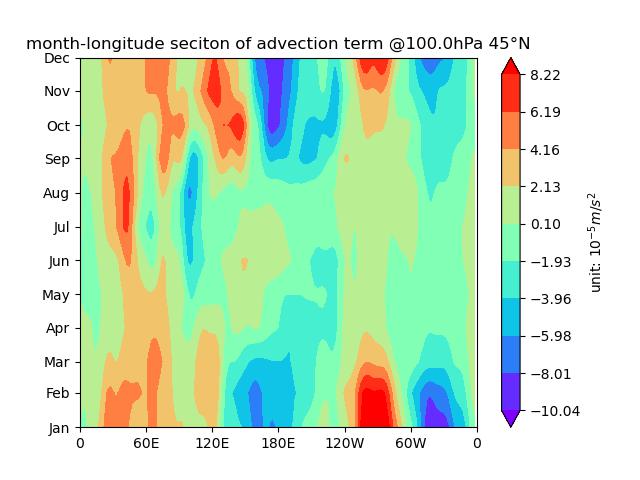 month-longitude seciton of advection term @100.0hPa 45°N
Dec
Nov
Oct
Sep
Aug
Jul
Jun
May
Apr
Mar
Feb
Jan
0 60E 120E 180E 120W 60W 0
8.22
6.19
4.16
2.13
0.10
−1.93
−3.96
−5.98
−8.01
−10.04
unit: 10⁻⁵m/s²